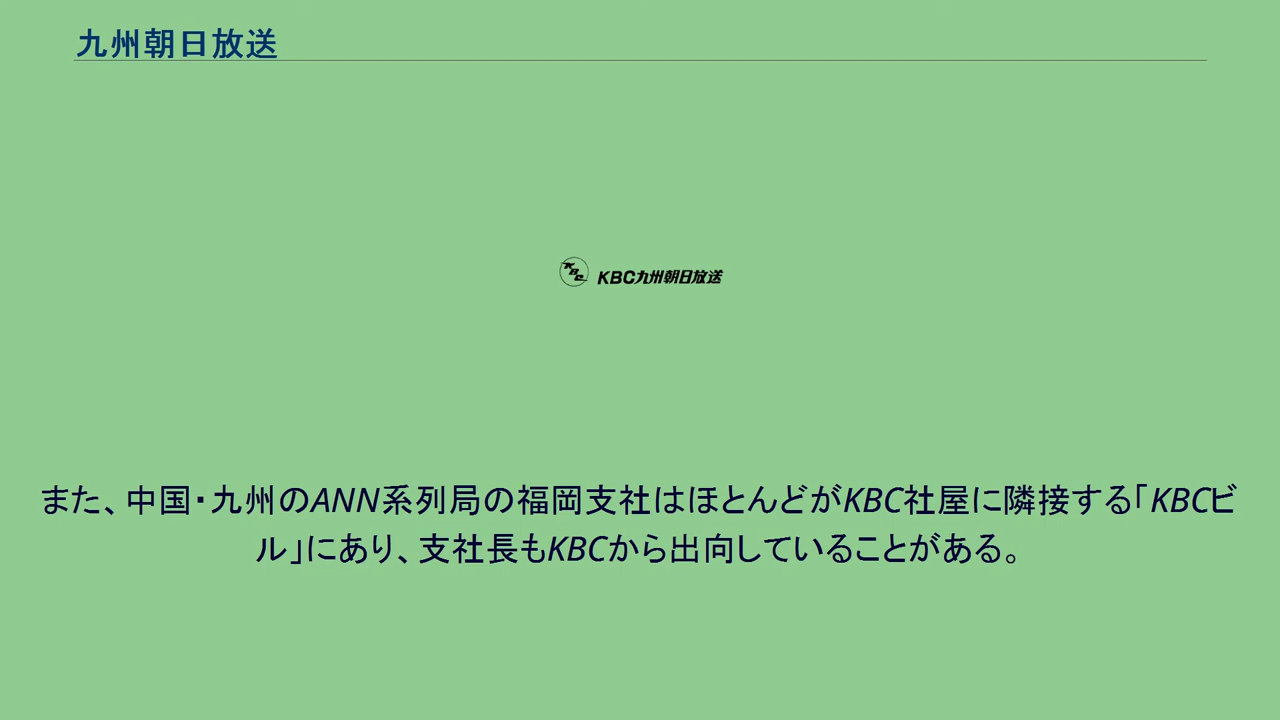 九州朝日放送
KBC KBC九州朝日放送
また、中国・九州のANN系列局の福岡支社はほとんどがKBC社屋に隣接する「KBCビ
ル」にあり、支社長もKBCから出向していることがある。